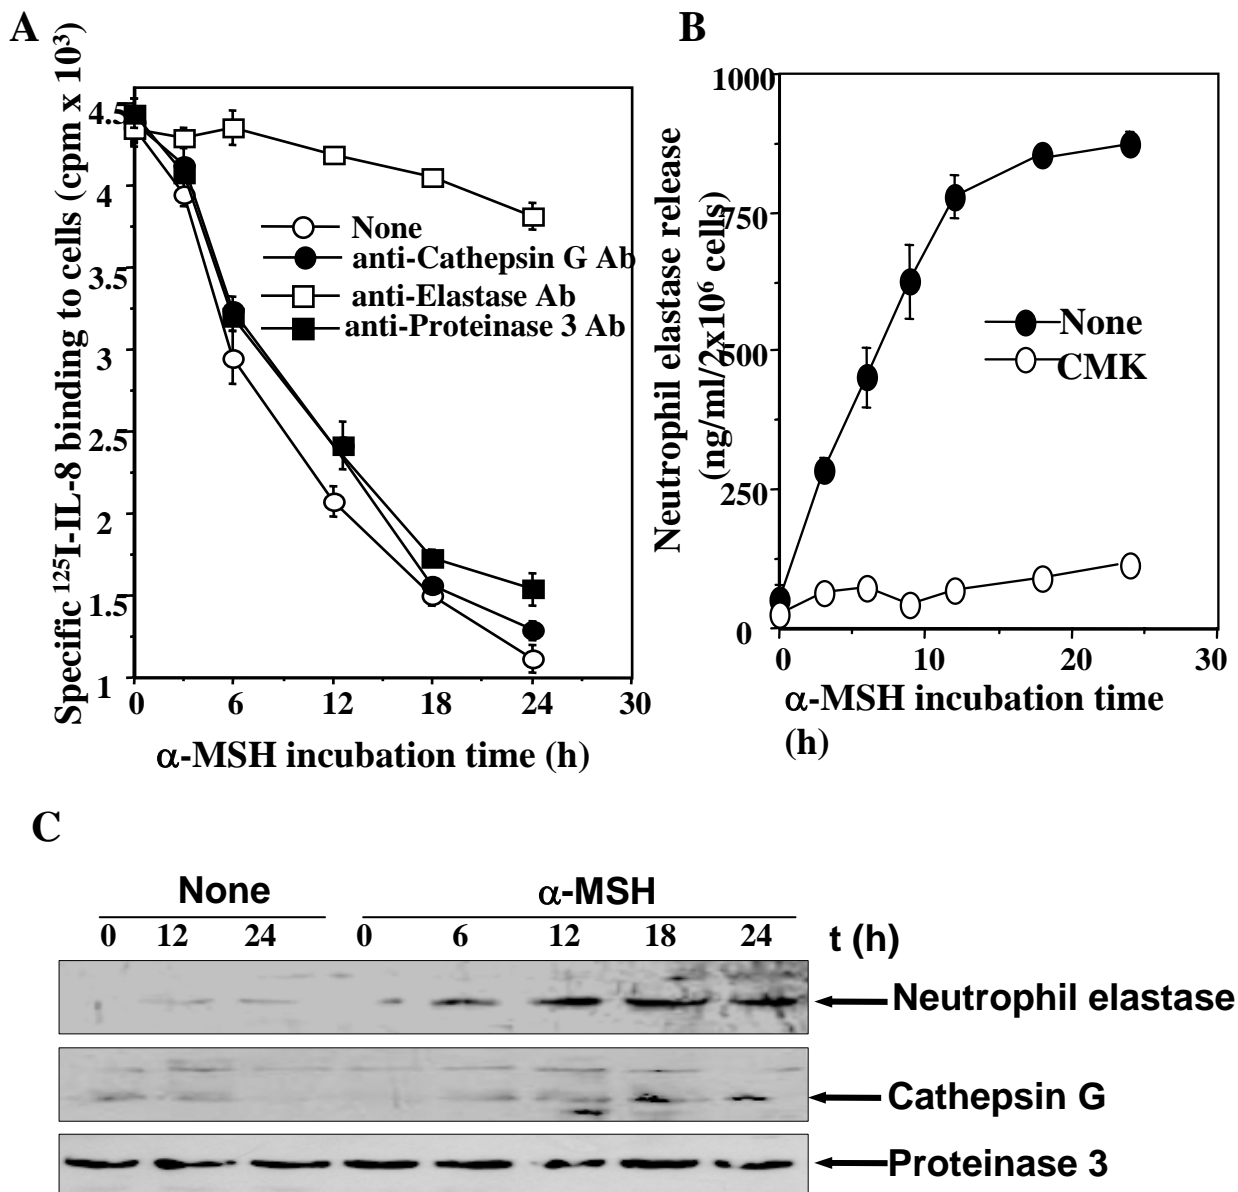 A
Specific ¹²⁵I-IL-8 binding to cells (cpm x 10³)
4.5
4
3.5
3
2.5
2
1.5
1
None
anti-Cathepsin G Ab
anti-Elastase Ab
anti-Proteinase 3 Ab
0 6 12 18 24 30
α-MSH incubation time (h)
B
Neutrophil elastase release
(ng/ml/2x10⁶ cells)
1000
750
500
250
0
None
CMK
0 10 20 30
α-MSH incubation time
(h)
C
None α-MSH
0 12 24 0 6 12 18 24 t (h)
Neutrophil elastase
Cathepsin G
Proteinase 3